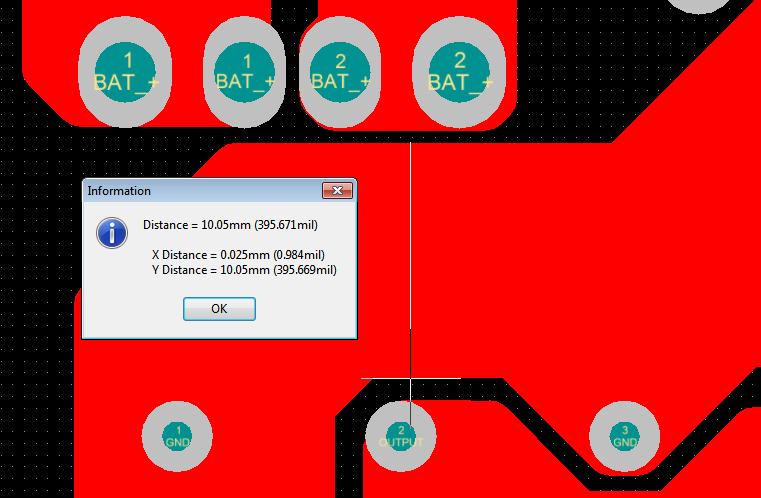 1 1 2 2
BAT_+ BAT_+ BAT_+ BAT_+
Information
Distance = 10.05mm (395.671mil)
X Distance = 0.025mm (0.984mil)
Y Distance = 10.05mm (395.669mil)
OK
1 2 3
GND OUTPUT GND